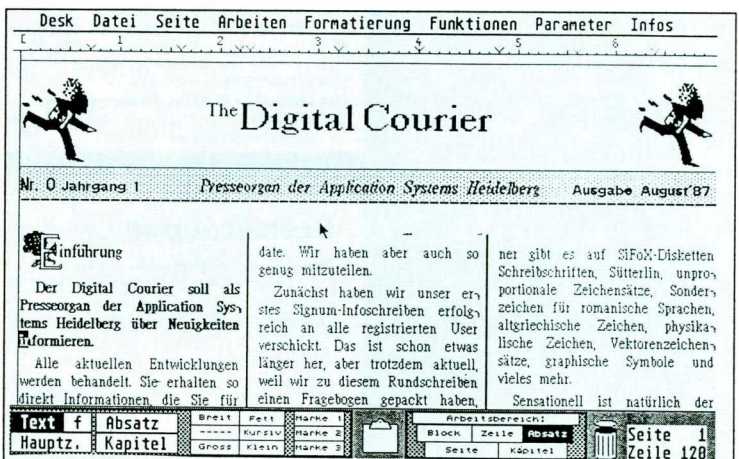 Desk Datei Seite Arbeiten Formatierung Funktionen Parameter Infos
1 2 3 4 5 6
The Digital Courier
Nr. 0 Jahrgang 1 Presseorgan der Application Systems Heidelberg Ausgabe August'87
Einführung
Der Digital Courier soll als
Presseorgan der Application Sys¬
tems Heidelberg über Neuigkeiten
informieren.
Alle aktuellen Entwicklungen
werden behandelt. Sie erhalten so
direkt Informationen, die Sie für
date. Wir haben aber auch so
genug mitzuteilen.
Zunächst haben wir unser er¬
stes Signum-Infoschreiben erfolg¬
reich an alle registrierten User
verschickt. Das ist schon etwas
länger her, aber trotzdem aktuell,
weil wir zu diesem Rundschreiben
einen Fragebogen gepackt haben,
ner gibt es auf SiFoX-Disketten
Schreibschriften, Sütterlin, unpro¬
portionale Zeichensätze, Sonder¬
zeichen für romanische Sprachen,
altgriechische Zeichen, physika¬
lische Zeichen, Vektorenzeichen¬
sätze, graphische Symbole und
vieles mehr.
Sensationell ist natürlich der
Text f Absatz
Hauptz. Kapitel
Breit Fett
----- Kursiv
Gross Klein
Marke 1
Marke 2
Marke 3
Arbeitsbereich:
Block Zeile Absatz
Seite Kapitel
Seite 1
Zeile 120